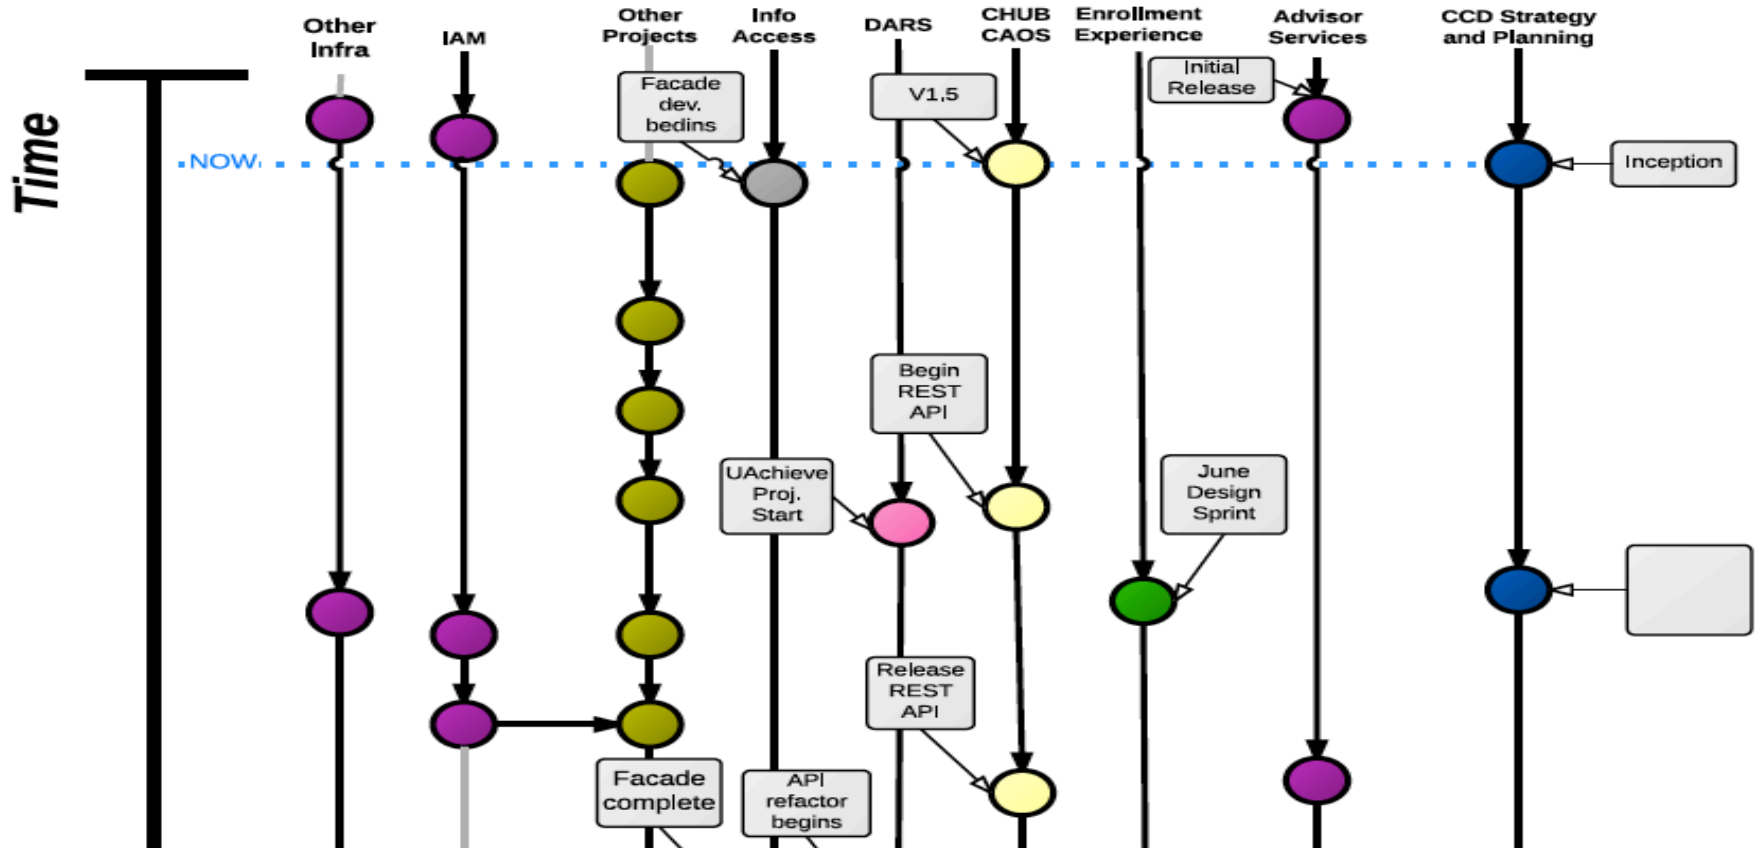 Other
Infra
IAM
Other
Projects
Info
Access
DARS
CHUB
CAOS
Enrollment
Experience
Advisor
Services
CCD Strategy
and Planning
Time
Facade
dev.
bedins
V1,5
Initial
Release
NOW
Inception
Begin
REST
API
UAchieve
Proj.
Start
June
Design
Sprint
Release
REST
API
Facade
complete
API
refactor
begins